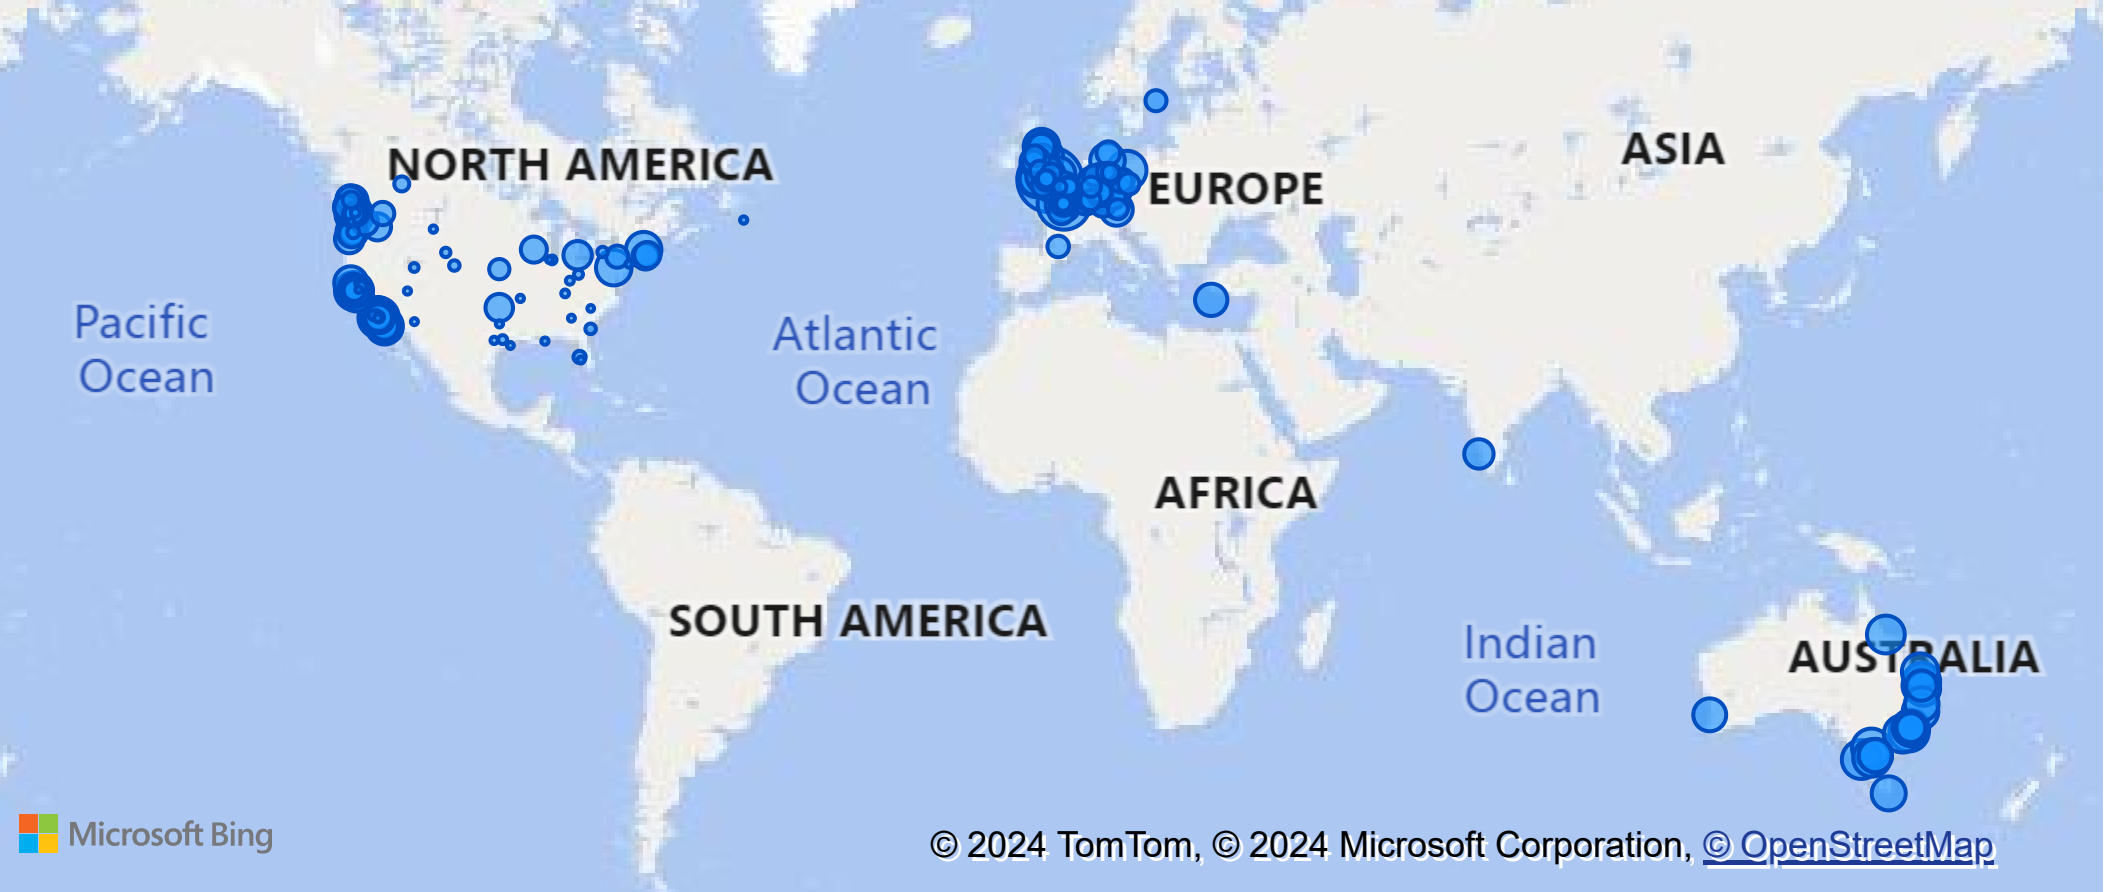 NORTH AMERICA
ASIA
EUROPE
Pacific
Ocean
Atlantic
Ocean
AFRICA
SOUTH AMERICA
Indian
Ocean
AUSTRALIA
Microsoft Bing
© 2024 TomTom, © 2024 Microsoft Corporation, © OpenStreetMap